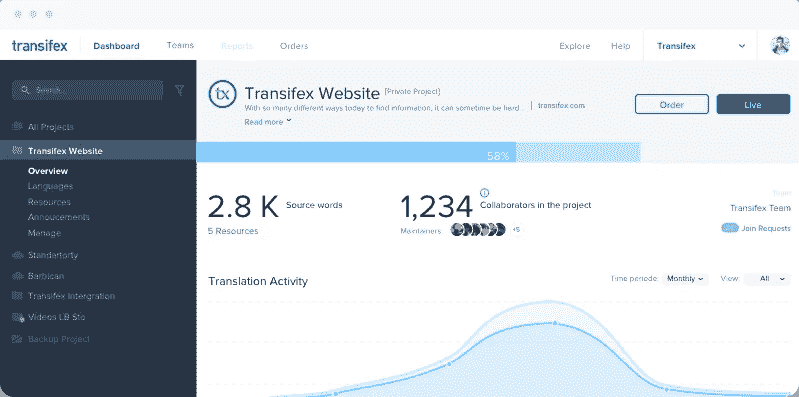 transifex Dashboard Teams Reports Orders Explore Help Transifex
Search...
All Projects
Transifex Website
Overview
Languages
Resources
Annoucements
Manage
Standertorty
Barbican
Transifex Intergration
Videos LB Sto
Backup Project
tx
Transifex Website (Private Project)
With so many different ways today to find information, it can sometime be hard... transifex.com
Read more
Order
Live
58%
2.8 K Source words
5 Resources
1,234 Collaborators in the project
Maintainers +5
Team
Transifex Team
Join Requests
Translation Activity
Time periode: Monthly View: All